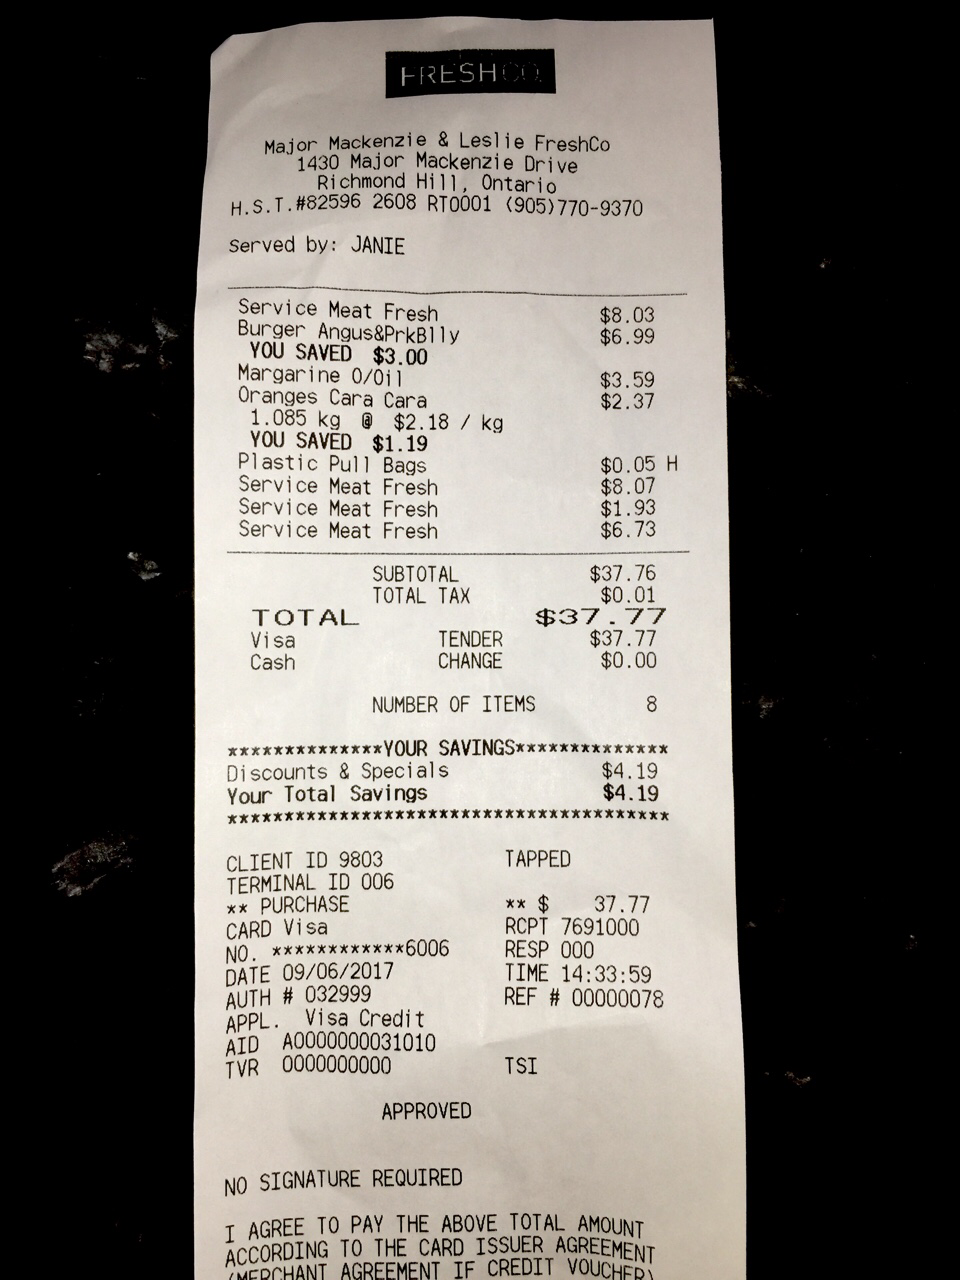 FRESHCO
Major Mackenzie & Leslie FreshCo
1430 Major Mackenzie Drive
Richmond Hill, Ontario
H.S.T.#82596 2608 RT0001 (905)770-9370
Served by: JANIE
Service Meat Fresh $8.03
Burger Angus&PrkBlly $6.99
YOU SAVED $3.00
Margarine O/Oil $3.59
Oranges Cara Cara $2.37
1.085 kg @ $2.18 / kg
YOU SAVED $1.19
Plastic Pull Bags $0.05 H
Service Meat Fresh $8.07
Service Meat Fresh $1.93
Service Meat Fresh $6.73
SUBTOTAL $37.76
TOTAL TAX $0.01
TOTAL $37.77
Visa TENDER $37.77
Cash CHANGE $0.00
NUMBER OF ITEMS 8
**************YOUR SAVINGS**************
Discounts & Specials $4.19
Your Total Savings $4.19
****************************************
CLIENT ID 9803 TAPPED
TERMINAL ID 006
** PURCHASE ** $ 37.77
CARD Visa RCPT 7691000
NO. ************6006 RESP 000
DATE 09/06/2017 TIME 14:33:59
AUTH # 032999 REF # 00000078
APPL. Visa Credit
AID A0000000031010
TVR 0000000000 TSI
APPROVED
NO SIGNATURE REQUIRED
I AGREE TO PAY THE ABOVE TOTAL AMOUNT
ACCORDING TO THE CARD ISSUER AGREEMENT
(MERCHANT AGREEMENT IF CREDIT VOUCHER)